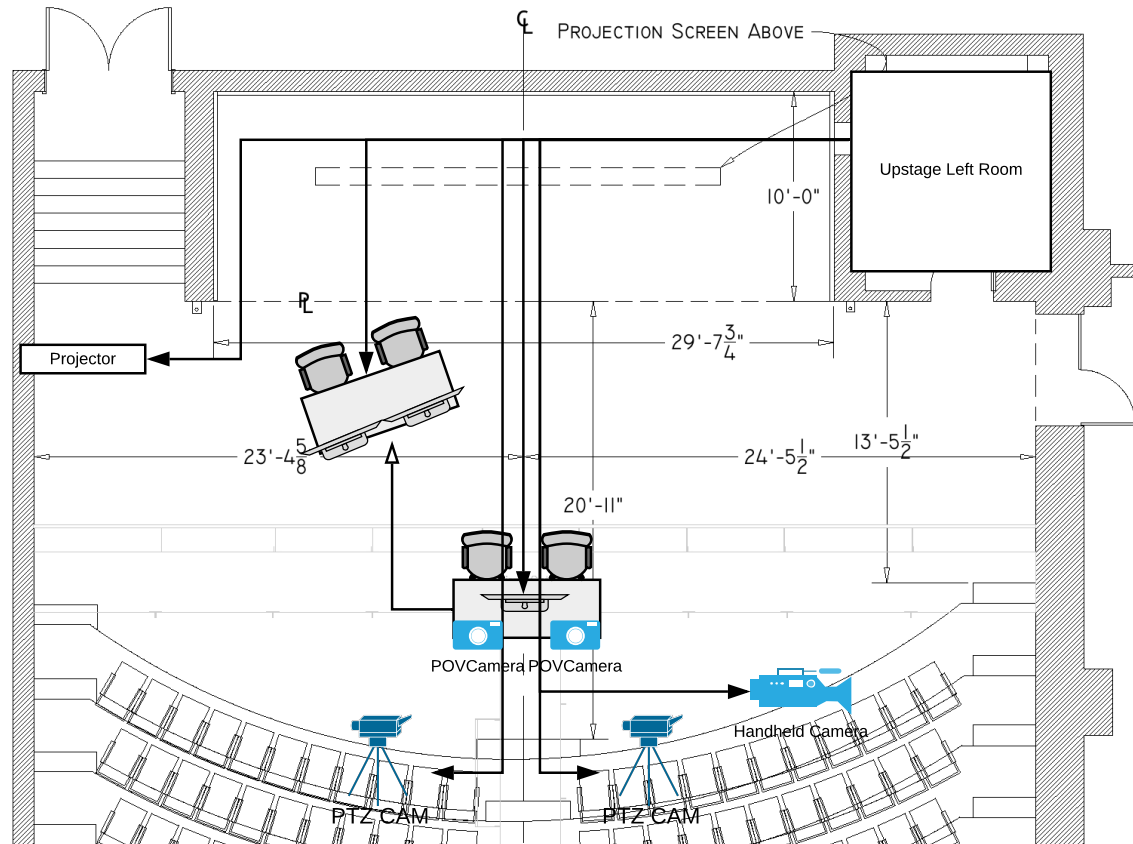 ℄
PROJECTION SCREEN ABOVE
Upstage Left Room
10'-0"
PL
29'-7 3/4"
Projector
23'-4 5/8
24'-5 1/2"
13'-5 1/2"
20'-11"
POVCamera POVCamera
Handheld Camera
PTZ CAM
PTZ CAM